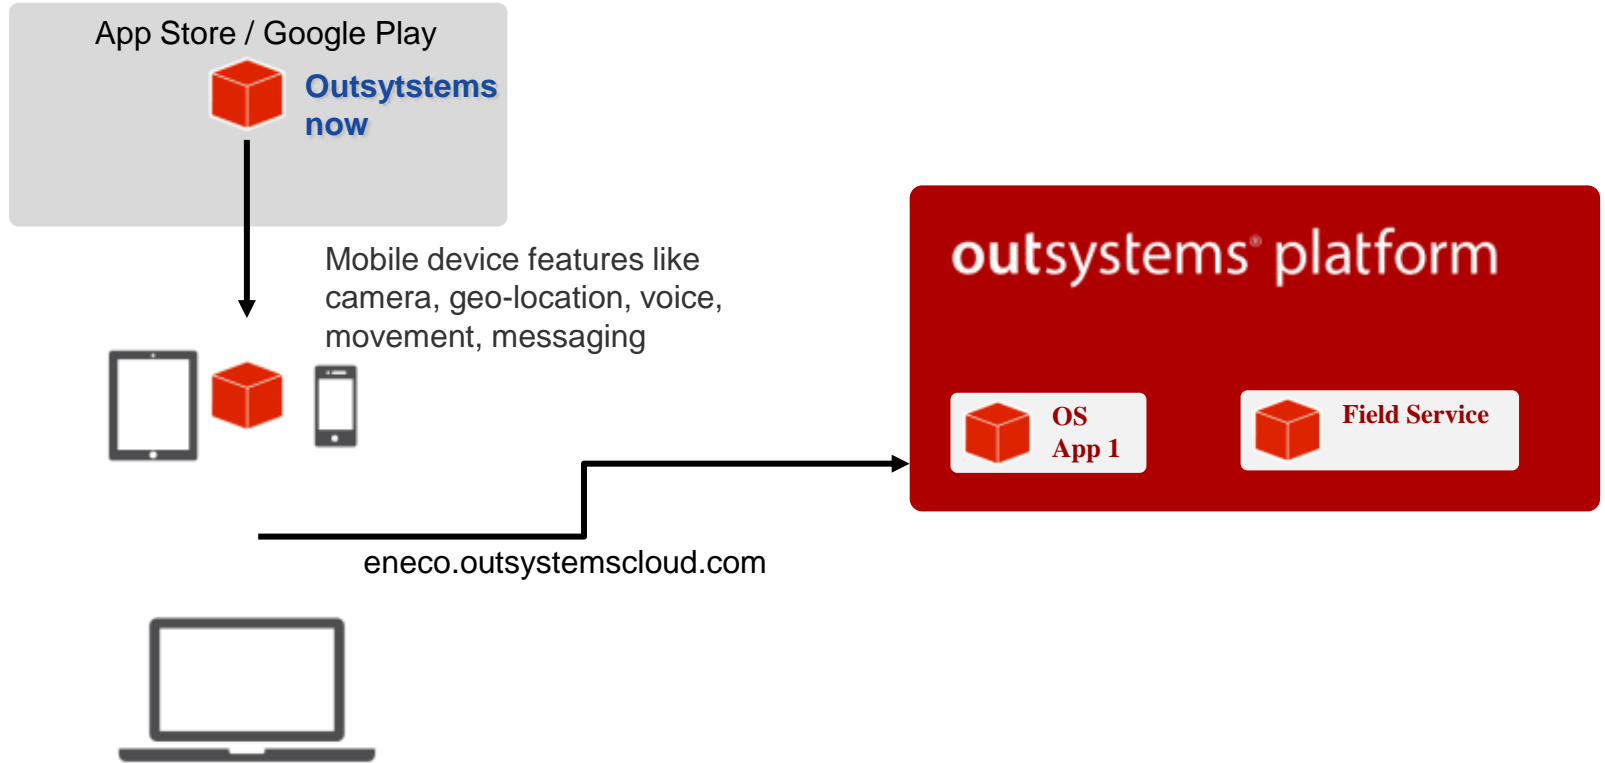 App Store / Google Play
Outsytstems
now
Mobile device features like
camera, geo-location, voice,
movement, messaging
outsystems® platform
OS
App 1
Field Service
eneco.outsystemscloud.com